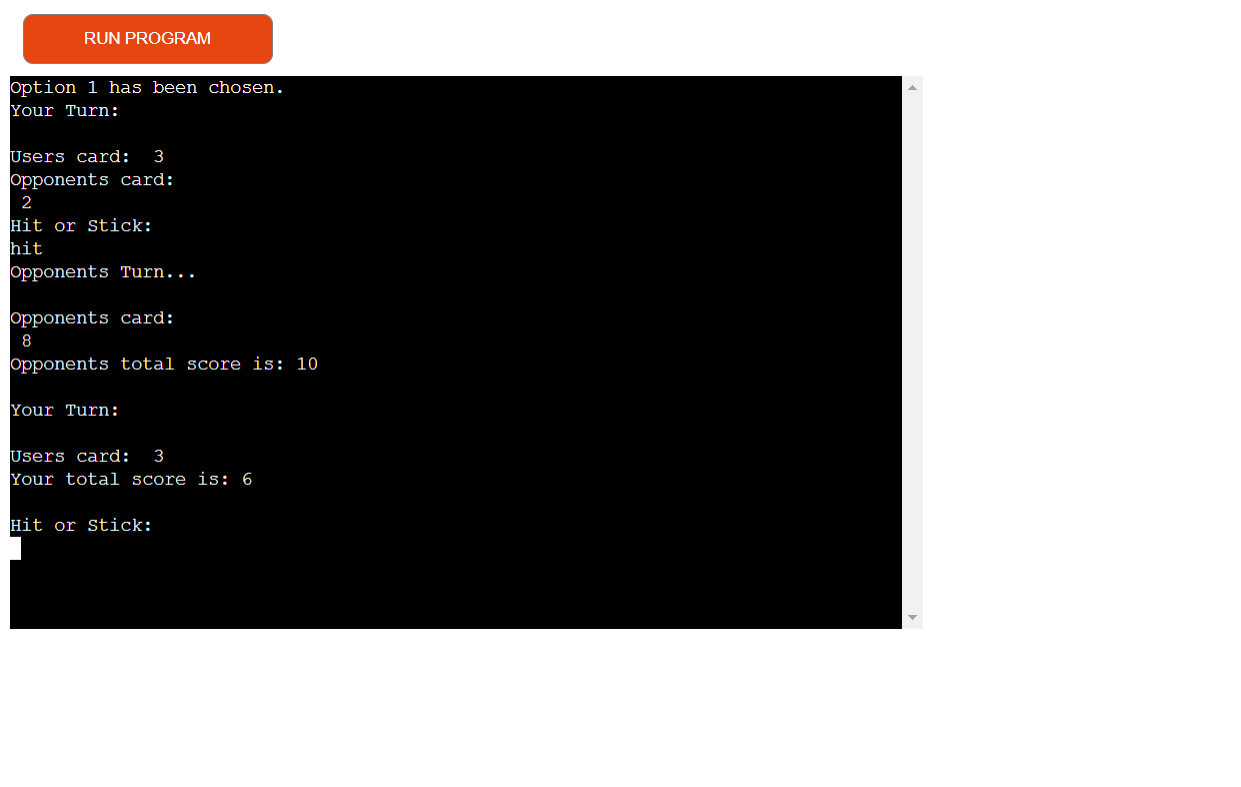 RUN PROGRAM
Option 1 has been chosen.
Your Turn:
Users card:  3
Opponents card:
 2
Hit or Stick:
hit
Opponents Turn...
Opponents card:
 8
Opponents total score is: 10
Your Turn:
Users card:  3
Your total score is: 6
Hit or Stick: